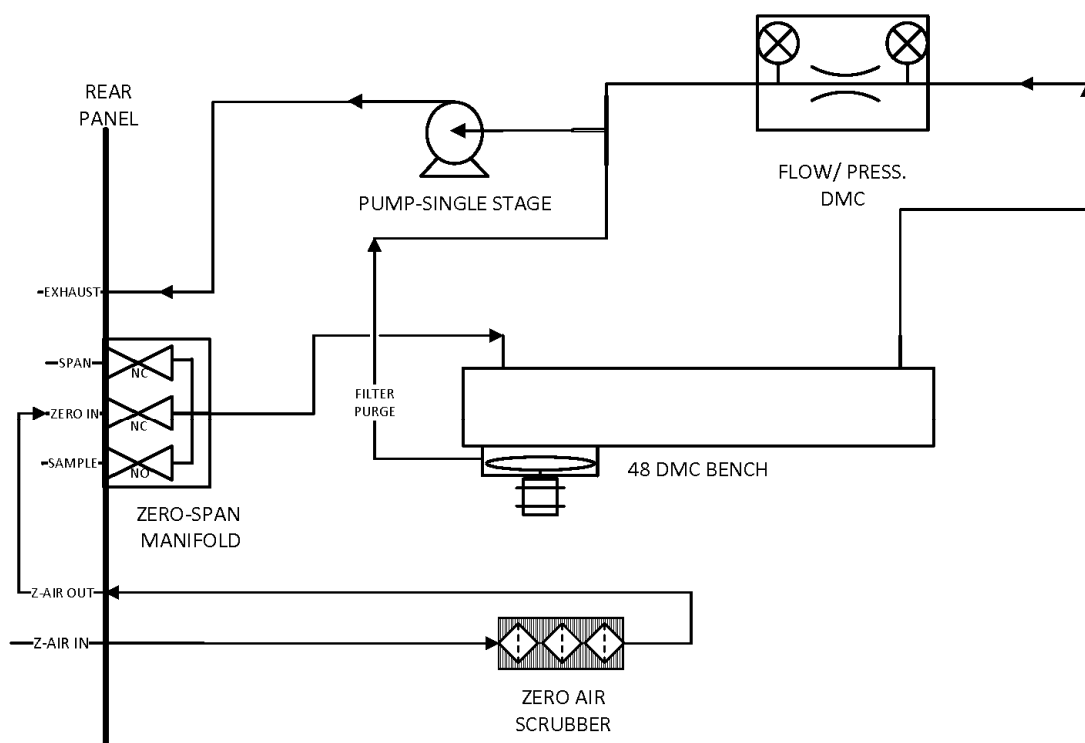 REAR
PANEL
FLOW/ PRESS.
DMC
PUMP-SINGLE STAGE
EXHAUST
SPAN
NC
FILTER
PURGE
ZERO IN
NC
SAMPLE
NO
48 DMC BENCH
ZERO-SPAN
MANIFOLD
Z-AIR OUT
Z-AIR IN
ZERO AIR
SCRUBBER